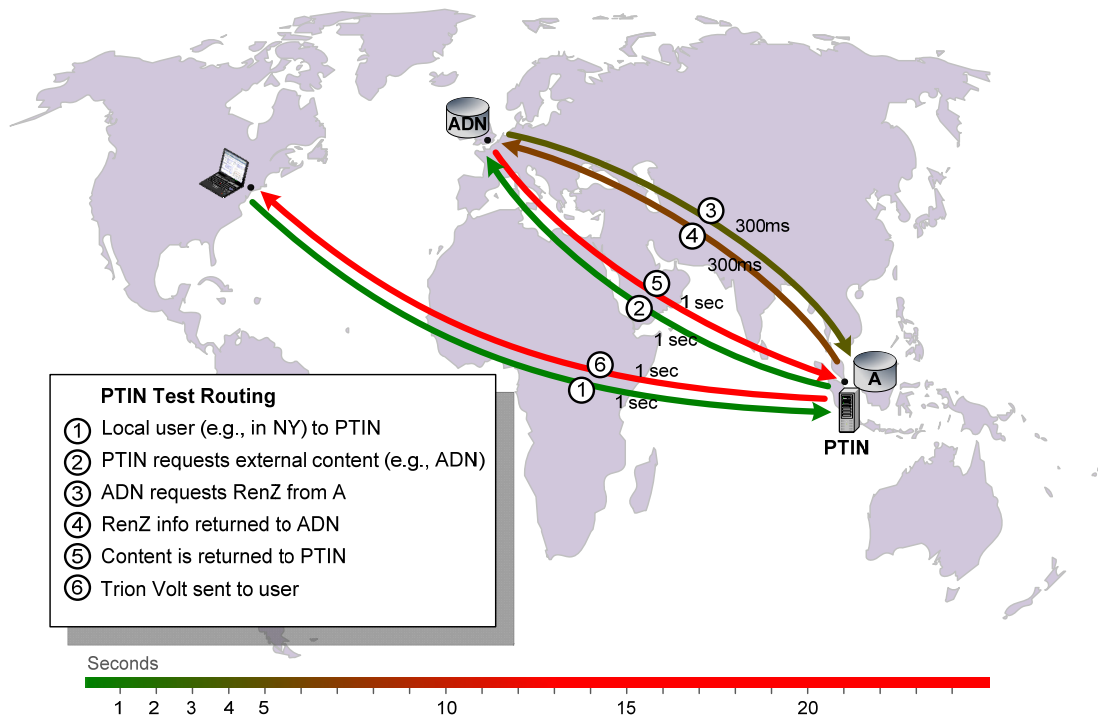 ADN
3
300ms
4
300ms
5
1 sec
2
1 sec
6
1 sec
1
1 sec
A
PTIN
PTIN Test Routing
1 Local user (e.g., in NY) to PTIN
2 PTIN requests external content (e.g., ADN)
3 ADN requests RenZ from A
4 RenZ info returned to ADN
5 Content is returned to PTIN
6 Trion Volt sent to user
Seconds
1 2 3 4 5 10 15 20